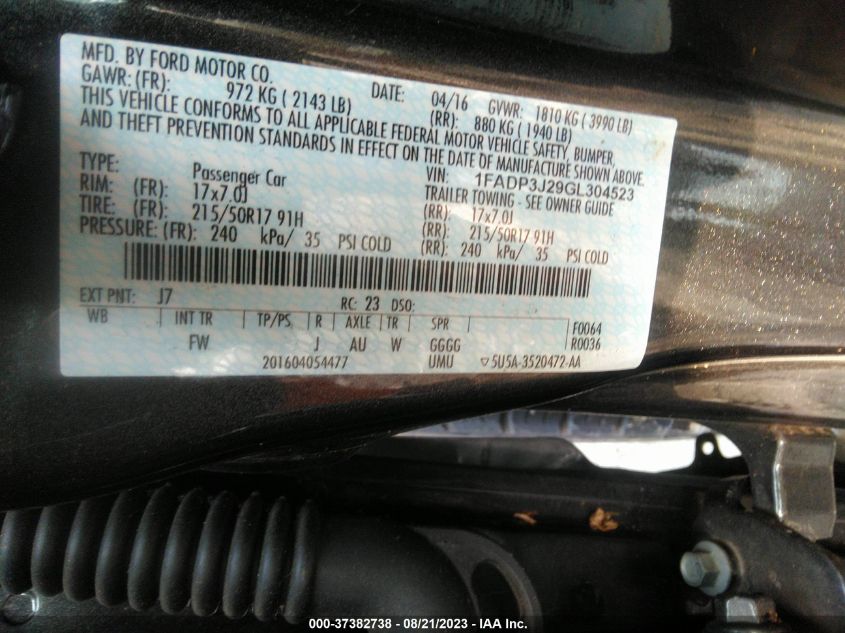 MFD. BY FORD MOTOR CO.
DATE: 04/16 GVWR: 1810 KG ( 3990 LB)
GAWR: (FR): 972 KG ( 2143 LB) (RR): 880 KG ( 1940 LB)
THIS VEHICLE CONFORMS TO ALL APPLICABLE FEDERAL MOTOR VEHICLE SAFETY, BUMPER,
AND THEFT PREVENTION STANDARDS IN EFFECT ON THE DATE OF MANUFACTURE SHOWN ABOVE.
VIN: 1FADP3J29GL304523
TYPE: Passenger Car TRAILER TOWING - SEE OWNER GUIDE
RIM: (FR): 17x7.0J (RR): 17x7.0J
TIRE: (FR): 215/50R17 91H (RR): 215/50R17 91H
PRESSURE: (FR): 240 kPa/ 35 PSI COLD (RR): 240 kPa/ 35 PSI COLD
EXT PNT: J7 RC: 23 DSO:
WB INT TR TP/PS R AXLE TR SPR F0064
FW J AU W GGGG R0036
201604054477 UMU ▽5U5A-3520472-AA
000-37382738 - 08/21/2023 - IAA Inc.